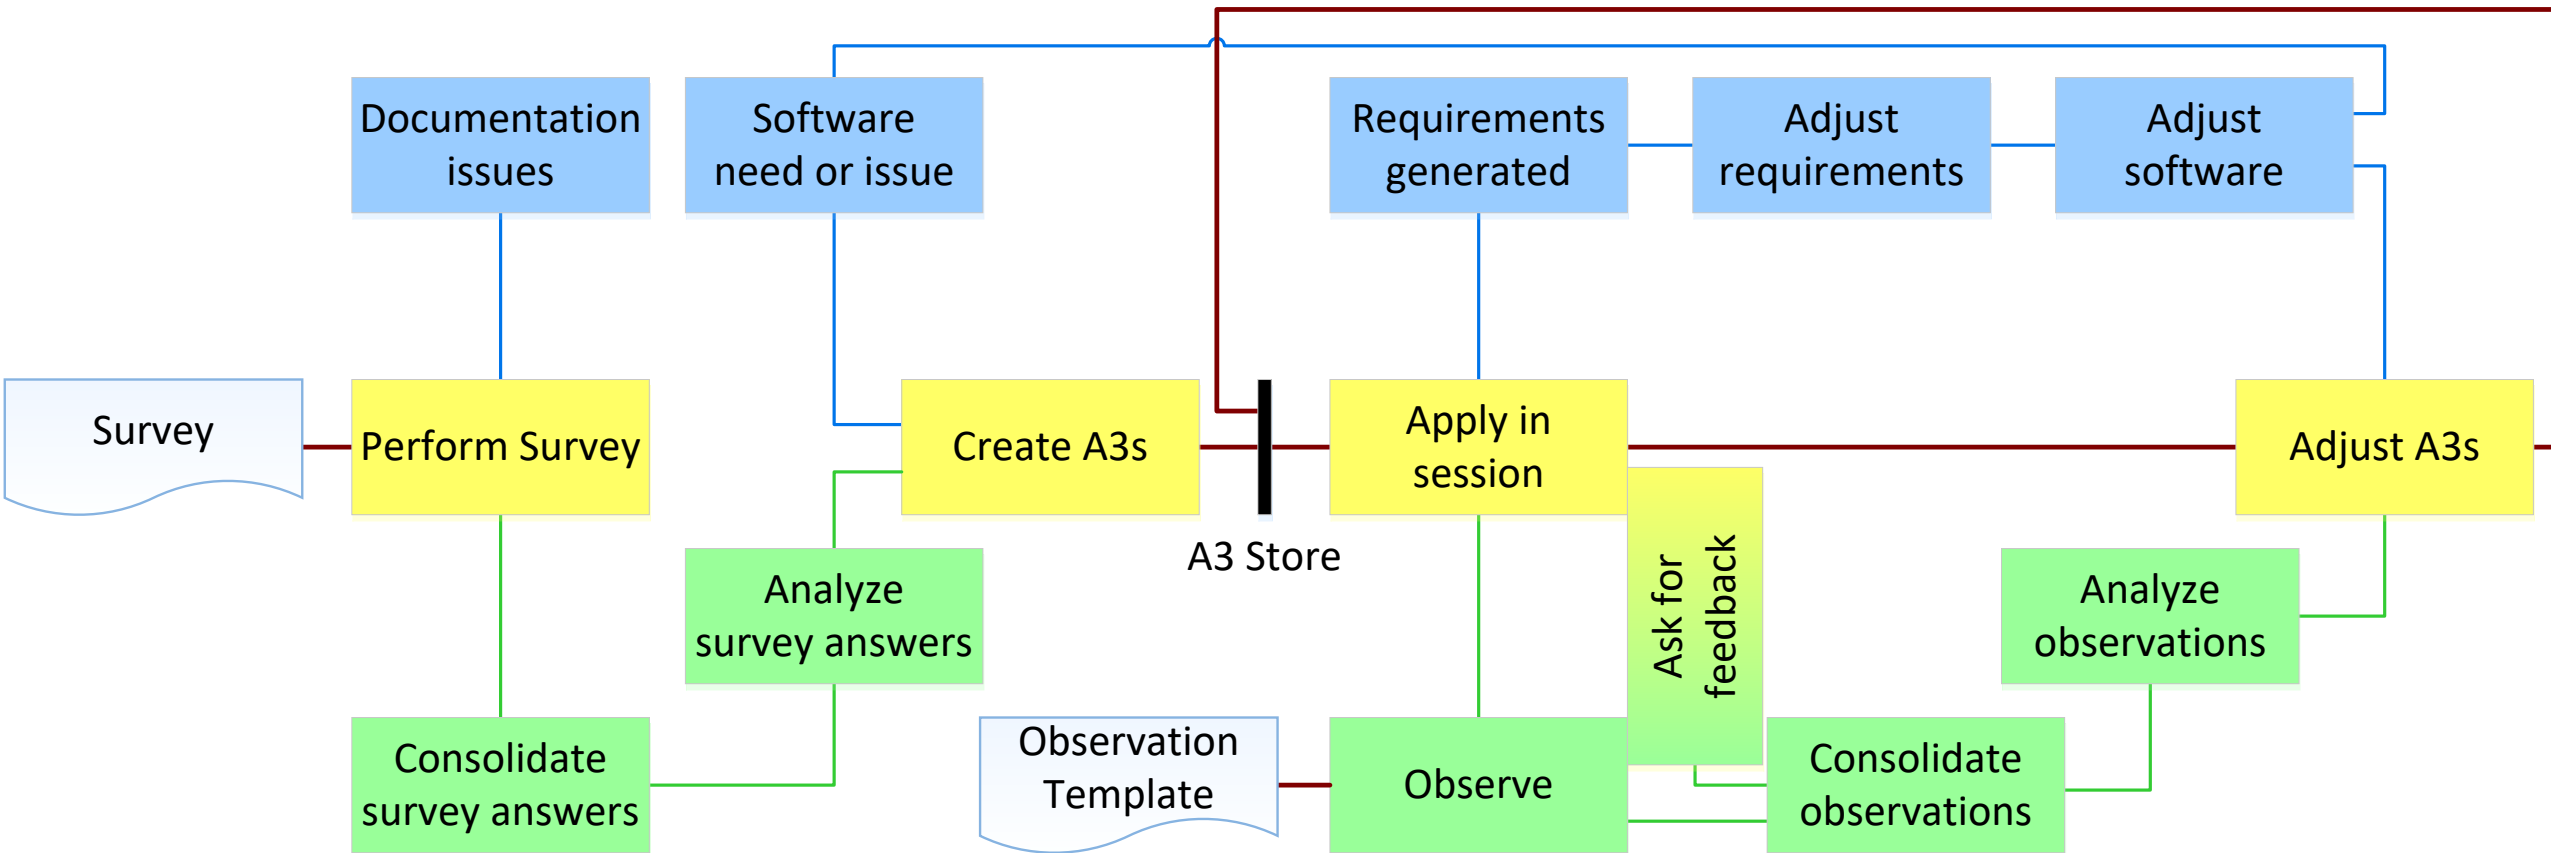 Documentation
issues
Software
need or issue
Requirements
generated
Adjust
requirements
Adjust
software
Survey
Perform Survey
Create A3s
A3 Store
Apply in
session
Adjust A3s
Analyze
survey answers
Ask for
feedback
Analyze
observations
Consolidate
survey answers
Observation
Template
Observe
Consolidate
observations